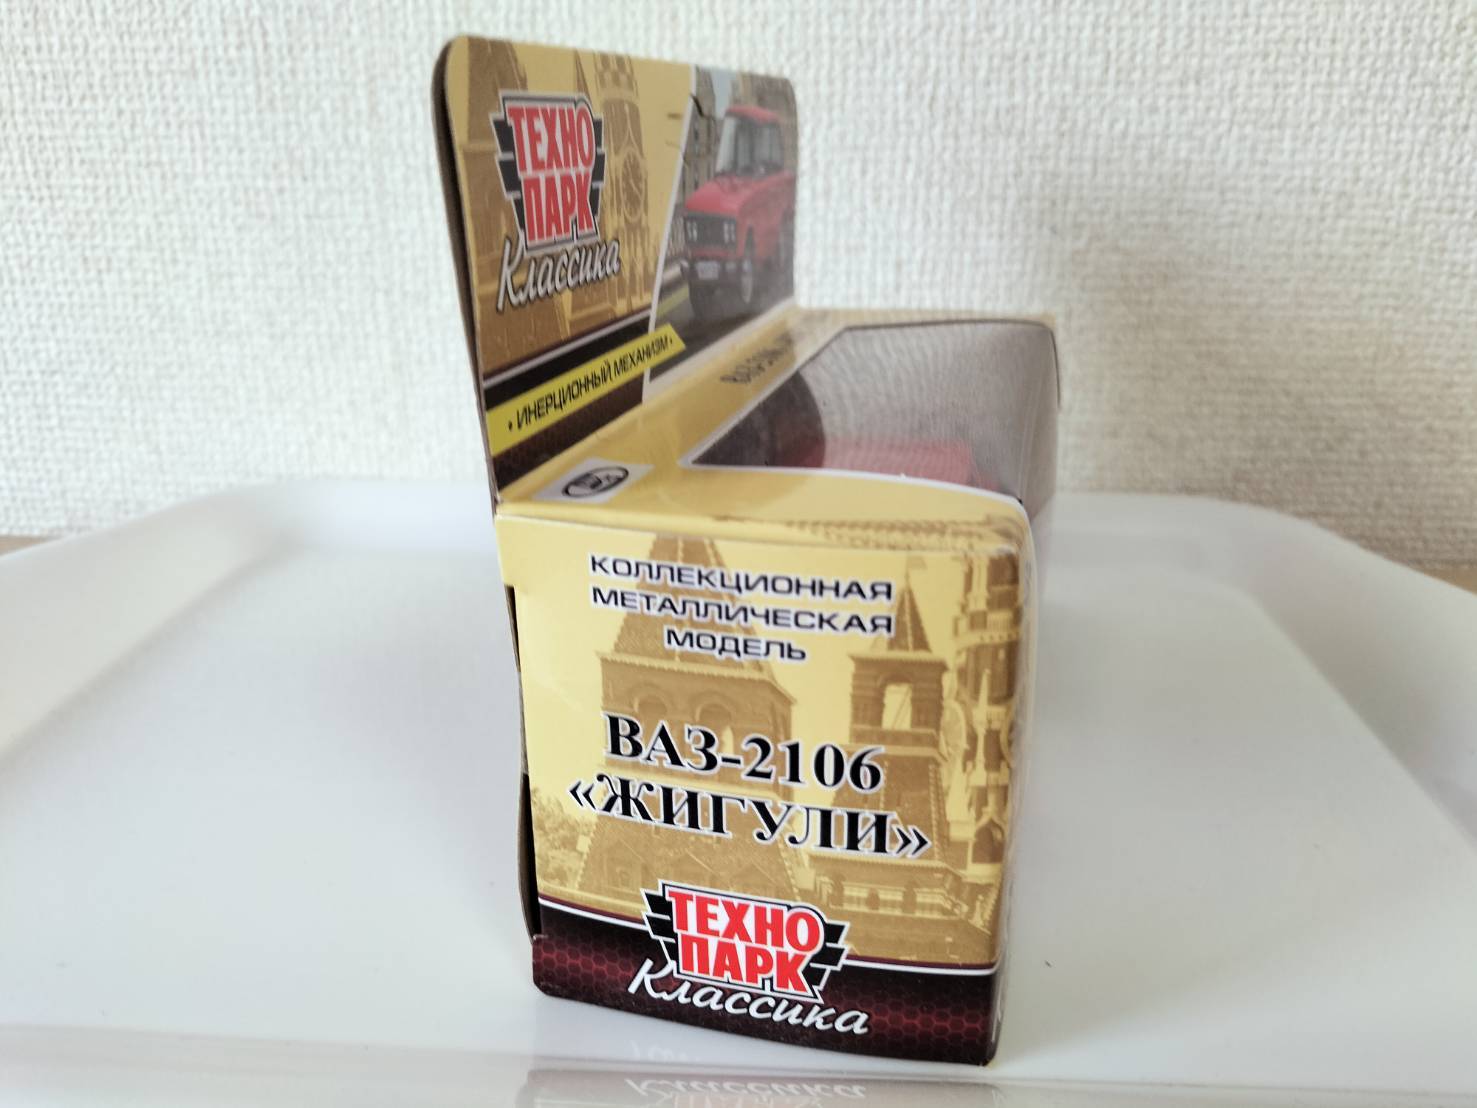 ТЕХНО
ПАРК
Классика
• ИНЕРЦИОННЫЙ МЕХАНИЗМ •
КОЛЛЕКЦИОННАЯ
МЕТАЛЛИЧЕСКАЯ
МОДЕЛЬ
ВАЗ-2106
«ЖИГУЛИ»
ТЕХНО
ПАРК
Классика